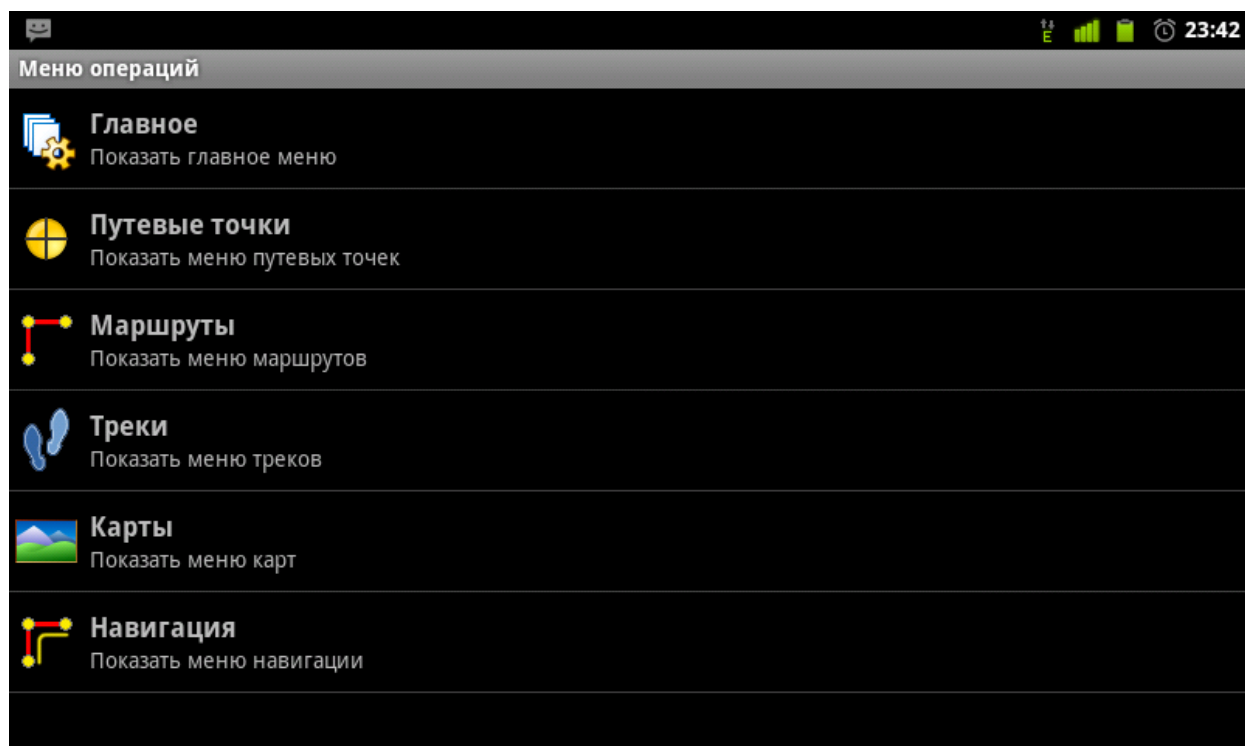 E 23:42
Меню операций
Главное
Показать главное меню
Путевые точки
Показать меню путевых точек
Маршруты
Показать меню маршрутов
Треки
Показать меню треков
Карты
Показать меню карт
Навигация
Показать меню навигации